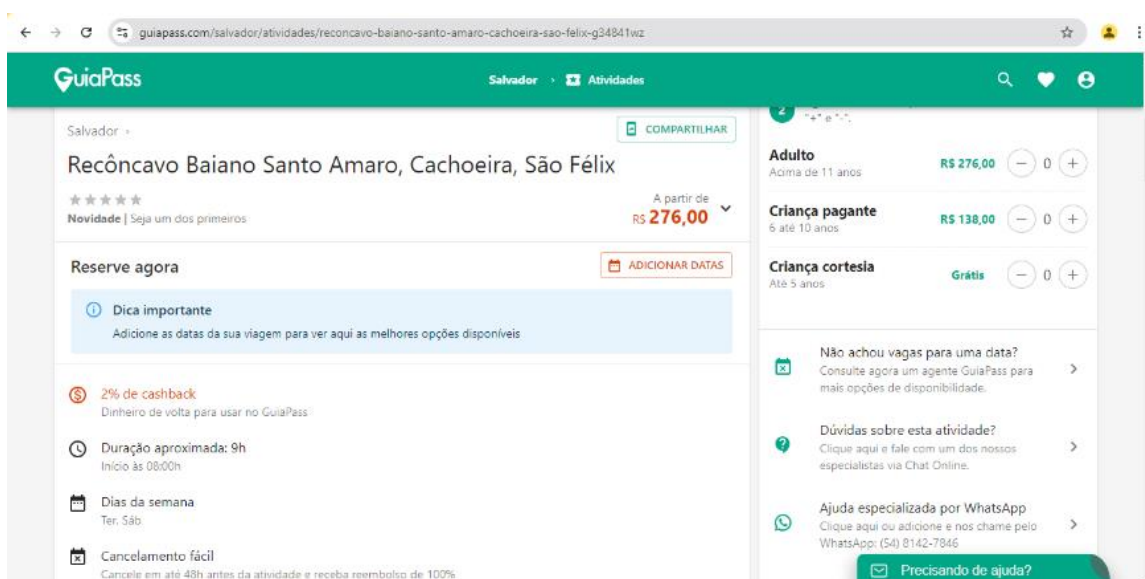 guiapass.com/salvador/atividades/reconcavo-baiano-santo-amaro-cachoeira-sao-felix-g34841wz
GuiaPass
Salvador › Atividades
Salvador ›
COMPARTILHAR
Recôncavo Baiano Santo Amaro, Cachoeira, São Félix
Novidade | Seja um dos primeiros
A partir de
R$ 276,00
Reserve agora
ADICIONAR DATAS
Dica importante
Adicione as datas da sua viagem para ver aqui as melhores opções disponíveis
2% de cashback
Dinheiro de volta para usar no GuiaPass
Duração aproximada: 9h
Início às 08:00h
Dias da semana
Ter. Sáb
Cancelamento fácil
Cancele em até 48h antes da atividade e receba reembolso de 100%
2
"+" e "-".
Adulto
Acima de 11 anos
R$ 276,00 − 0 +
Criança pagante
6 até 10 anos
R$ 138,00 − 0 +
Criança cortesia
Até 5 anos
Grátis − 0 +
Não achou vagas para uma data?
Consulte agora um agente GuiaPass para
mais opções de disponibilidade.
Dúvidas sobre esta atividade?
Clique aqui e fale com um dos nossos
especialistas via Chat Online.
Ajuda especializada por WhatsApp
Clique aqui ou adicione e nos chame pelo
WhatsApp: (54) 8142-7846
Precisando de ajuda?